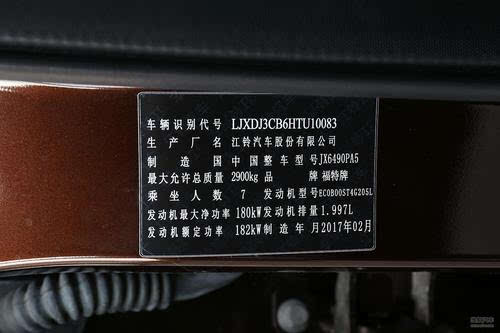 车辆识别代号 LJXDJ3CB6HTU10083
生产厂名 江铃汽车股份有限公司
制造国 中国 整车型号 JX6490PA5
最大允许总质量 2900kg 品牌 福特牌
乘坐人数 7 发动机型号 ECOBOOST4G205L
发动机最大净功率 180kW 发动机排量 1.997L
发动机额定功率 182kW 制造年月 2017年02月